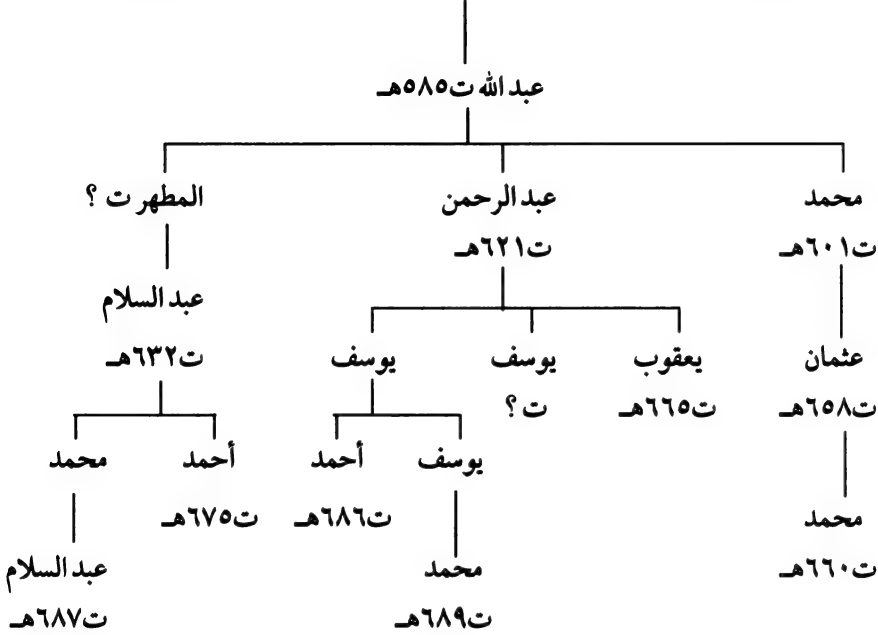 عبد الله ت٥٨٥هـ
محمد عبد الرحمن المطهر ت ؟
ت٦٠١هـ ت٦٢١هـ
عبد السلام
عثمان يعقوب يوسف يوسف ت٦٣٢هـ
ت٦٥٨هـ ت٦٦٥هـ ت ؟
يوسف أحمد أحمد محمد
محمد ت٦٨٦هـ ت٦٧٥هـ
ت٦٦٠هـ محمد عبد السلام
ت٦٨٩هـ ت٦٨٧هـ